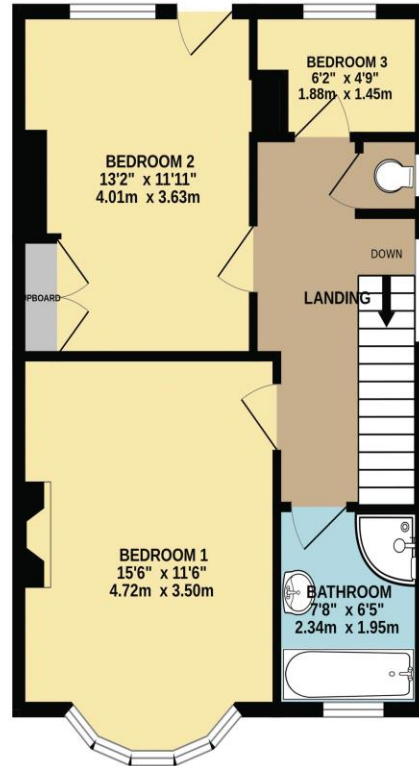 BEDROOM 3
6'2" x 4'9"
1.88m x 1.45m
BEDROOM 2
13'2" x 11'11"
4.01m x 3.63m
DOWN
UPBOARD
LANDING
BEDROOM 1
15'6" x 11'6"
4.72m x 3.50m
BATHROOM
7'8" x 6'5"
2.34m x 1.95m